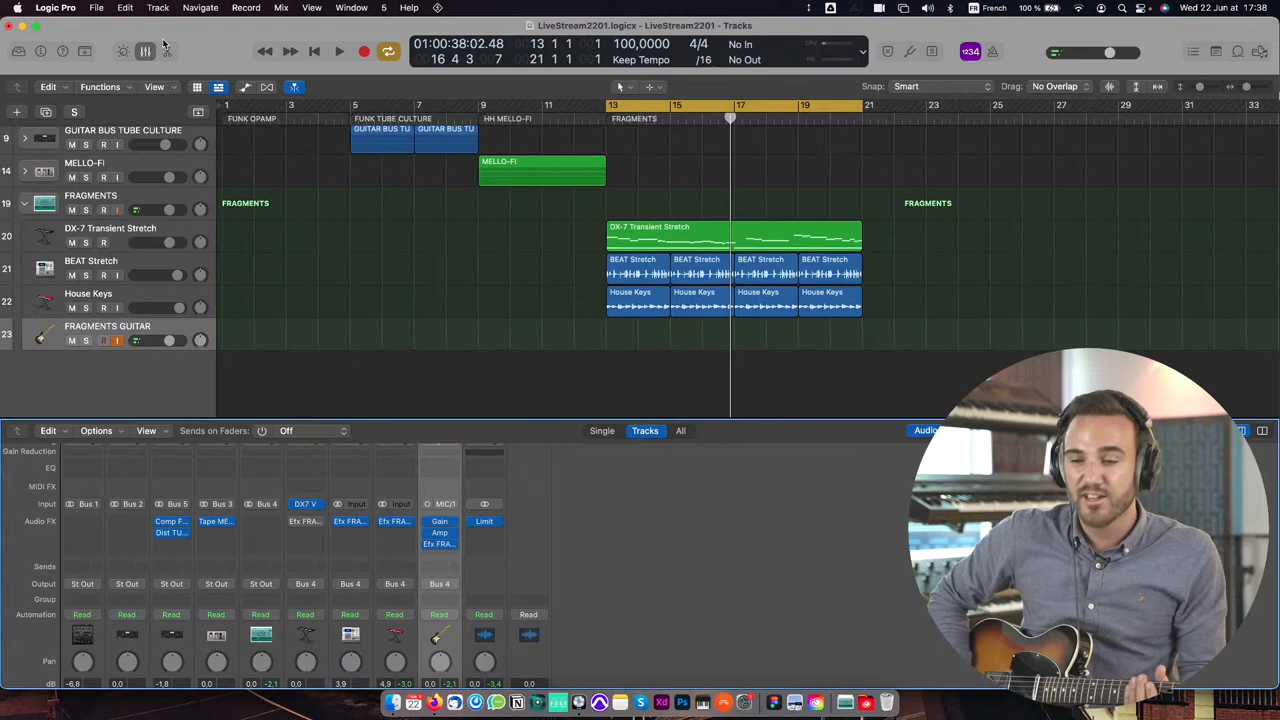 Logic Pro File Edit Track Navigate Record Mix View Window 5 Help French 100 % Wed 22 Jun at 17:38
LiveStream2201.logicx - LiveStream2201 - Tracks
01:00:38:02.48 13 1 1 1 100,0000 4/4 No In CPU
16 4 3 7 21 1 1 1 Keep Tempo /16 No Out
1234
Edit Functions View Snap: Smart Drag: No Overlap
S 1 3 5 7 9 11 13 15 17 19 21 23 25 27 29 31
FUNK OPAMP FUNK TUBE CULTURE HH MELLO-FI FRAGMENTS
9 GUITAR BUS TUBE CULTURE GUITAR BUS TU GUITAR BUS TU
M S
14 MELLO-FI MELLO-FI
M S
19 FRAGMENTS FRAGMENTS FRAGMENTS
M S R I
20 DX-7 Transient Stretch DX-7 Transient Stretch
M S R
21 BEAT Stretch BEAT Stretch BEAT Stretch BEAT Stretch BEAT Stretch
M S R I
22 House Keys House Keys House Keys House Keys House Keys
M S R I
23 FRAGMENTS GUITAR
M S R I
Edit Options View Sends on Faders: Off Single Tracks All Audio
Gain Reduction
EQ
MIDI FX
Input Bus 1 Bus 2 Bus 5 Bus 3 Bus 4 DX7 V Input Input MIC/1
Audio FX Comp F... Tape ME... Efx FRA... Efx FRA... Efx FRA... Gain Limit
Dist TU... Amp
Efx FRA...
Sends
Output St Out St Out St Out St Out St Out Bus 4 Bus 4 Bus 4 Bus 4
Group
Automation Read Read Read Read Read Read Read Read Read Read Read
Pan
dB -6,8 0,0 -1,8 0,0 0,0 -2,1 0,0 3,9 4,9 -3,0 0,0 -2,1 0,0 -3,4